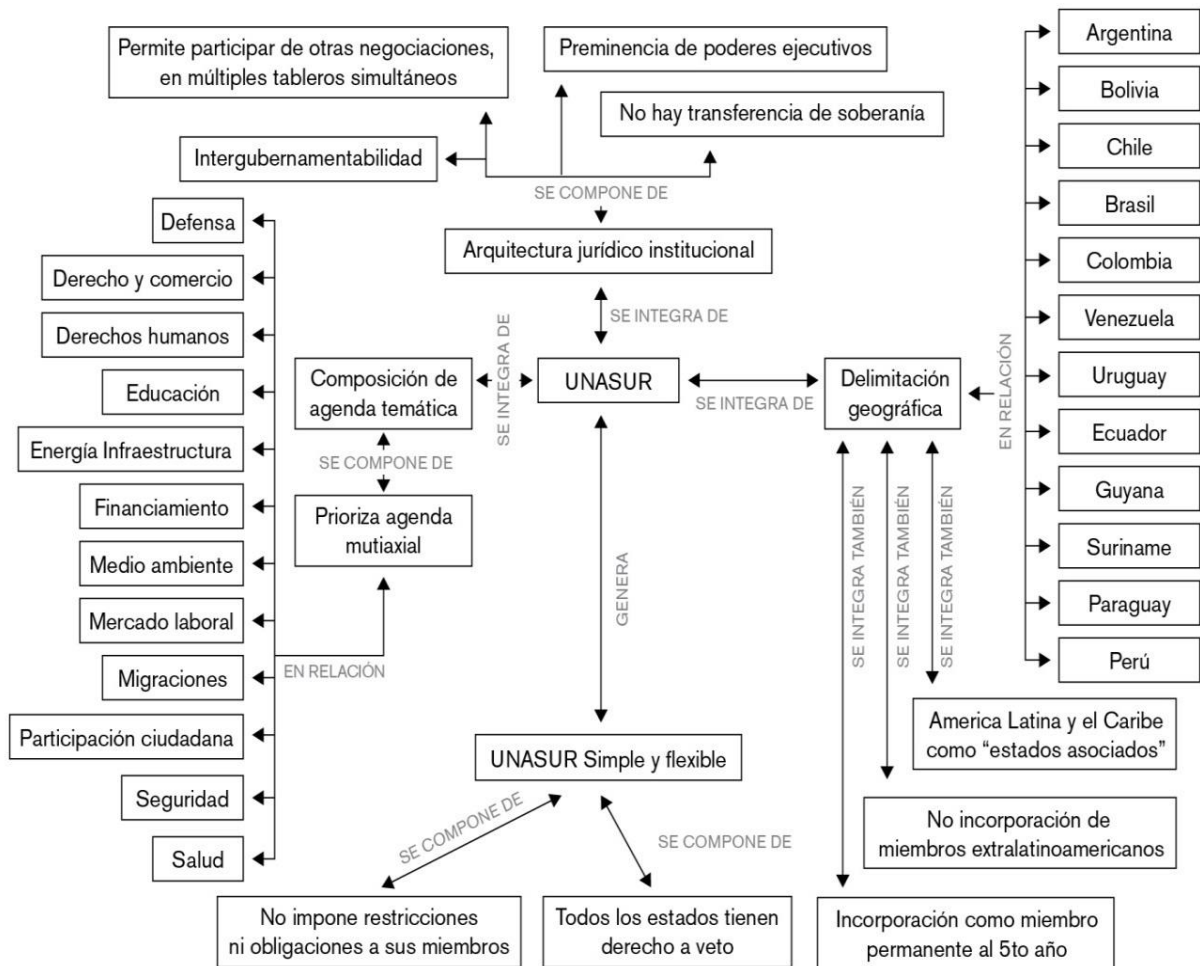 Permite participar de otras negociaciones,
en múltiples tableros simultáneos
Preminencia de poderes ejecutivos
No hay transferencia de soberanía
Intergubernamentabilidad
SE COMPONE DE
Arquitectura jurídico institucional
SE INTEGRA DE
UNASUR
SE INTEGRA DE
Composición de
agenda temática
SE COMPONE DE
Prioriza agenda
mutiaxial
EN RELACIÓN
Defensa
Derecho y comercio
Derechos humanos
Educación
Energía Infraestructura
Financiamiento
Medio ambiente
Mercado laboral
Migraciones
Participación ciudadana
Seguridad
Salud
SE INTEGRA DE
Delimitación
geográfica
EN RELACIÓN
Argentina
Bolivia
Chile
Brasil
Colombia
Venezuela
Uruguay
Ecuador
Guyana
Suriname
Paraguay
Perú
SE INTEGRA TAMBIÉN
SE INTEGRA TAMBIÉN
SE INTEGRA TAMBIÉN
America Latina y el Caribe
como “estados asociados”
No incorporación de
miembros extralatinoamericanos
Incorporación como miembro
permanente al 5to año
GENERA
UNASUR Simple y flexible
SE COMPONE DE
SE COMPONE DE
No impone restricciones
ni obligaciones a sus miembros
Todos los estados tienen
derecho a veto